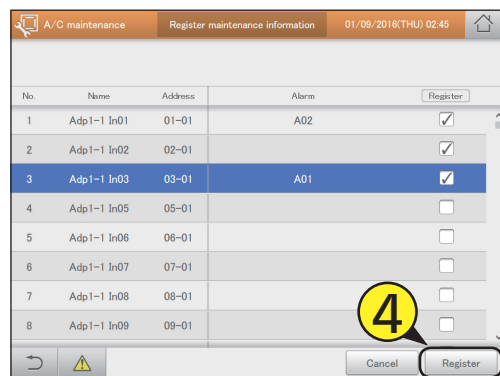 A/C maintenance Register maintenance information 01/09/2016(THU) 02:45
No. Name Address Alarm Register
1 Adp1-1 In01 01-01 A02
2 Adp1-1 In02 02-01
3 Adp1-1 In03 03-01 A01
4 Adp1-1 In05 05-01
5 Adp1-1 In06 06-01
6 Adp1-1 In07 07-01
7 Adp1-1 In08 08-01
8 Adp1-1 In09 09-01
4
Cancel Register